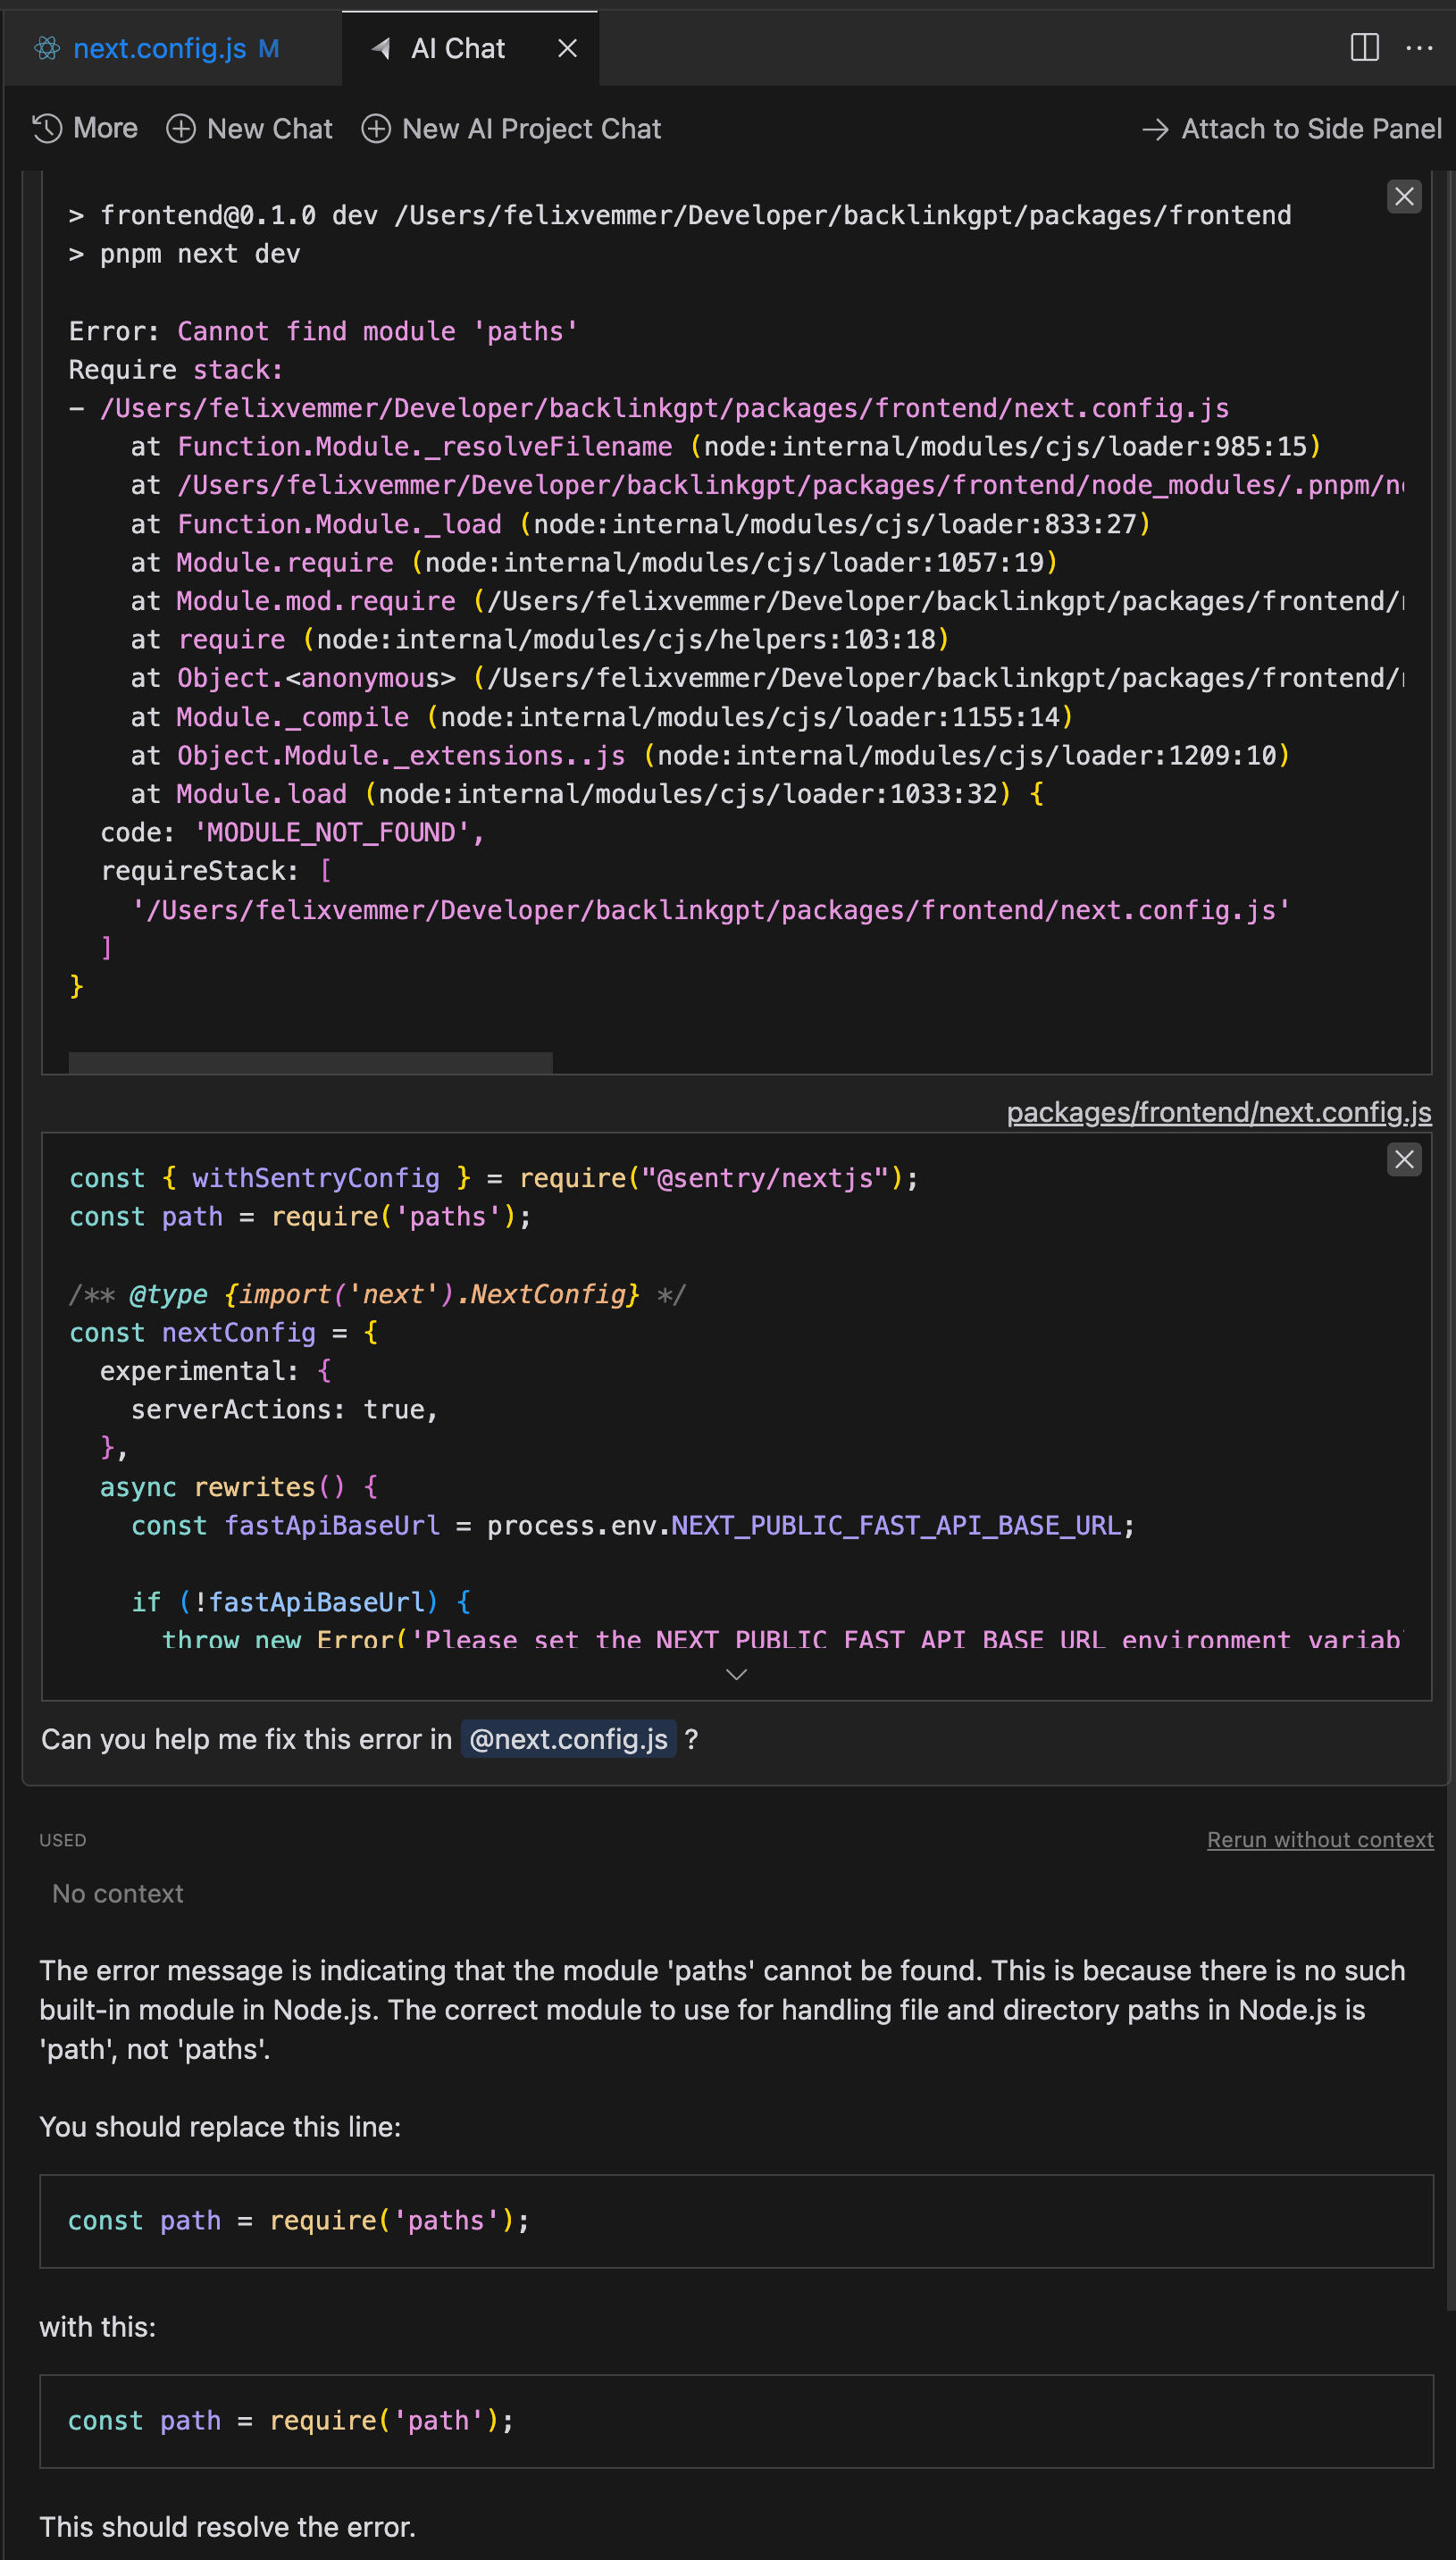 next.config.js M
AI Chat
More New Chat New AI Project Chat Attach to Side Panel
> frontend@0.1.0 dev /Users/felixvemmer/Developer/backlinkgpt/packages/frontend
> pnpm next dev
Error: Cannot find module 'paths'
Require stack:
- /Users/felixvemmer/Developer/backlinkgpt/packages/frontend/next.config.js
at Function.Module._resolveFilename (node:internal/modules/cjs/loader:985:15)
at /Users/felixvemmer/Developer/backlinkgpt/packages/frontend/node_modules/.pnpm/n
at Function.Module._load (node:internal/modules/cjs/loader:833:27)
at Module.require (node:internal/modules/cjs/loader:1057:19)
at Module.mod.require (/Users/felixvemmer/Developer/backlinkgpt/packages/frontend/
at require (node:internal/modules/cjs/helpers:103:18)
at Object.<anonymous> (/Users/felixvemmer/Developer/backlinkgpt/packages/frontend/
at Module._compile (node:internal/modules/cjs/loader:1155:14)
at Object.Module._extensions..js (node:internal/modules/cjs/loader:1209:10)
at Module.load (node:internal/modules/cjs/loader:1033:32) {
code: 'MODULE_NOT_FOUND',
requireStack: [
'/Users/felixvemmer/Developer/backlinkgpt/packages/frontend/next.config.js'
]
}
packages/frontend/next.config.js
const { withSentryConfig } = require("@sentry/nextjs");
const path = require('paths');
/** @type {import('next').NextConfig} */
const nextConfig = {
experimental: {
serverActions: true,
},
async rewrites() {
const fastApiBaseUrl = process.env.NEXT_PUBLIC_FAST_API_BASE_URL;
if (!fastApiBaseUrl) {
throw new Error('Please set the NEXT_PUBLIC_FAST_API_BASE_URL environment variab
Can you help me fix this error in @next.config.js ?
USED
Rerun without context
No context
The error message is indicating that the module 'paths' cannot be found. This is because there is no such
built-in module in Node.js. The correct module to use for handling file and directory paths in Node.js is
'path', not 'paths'.
You should replace this line:
const path = require('paths');
with this:
const path = require('path');
This should resolve the error.